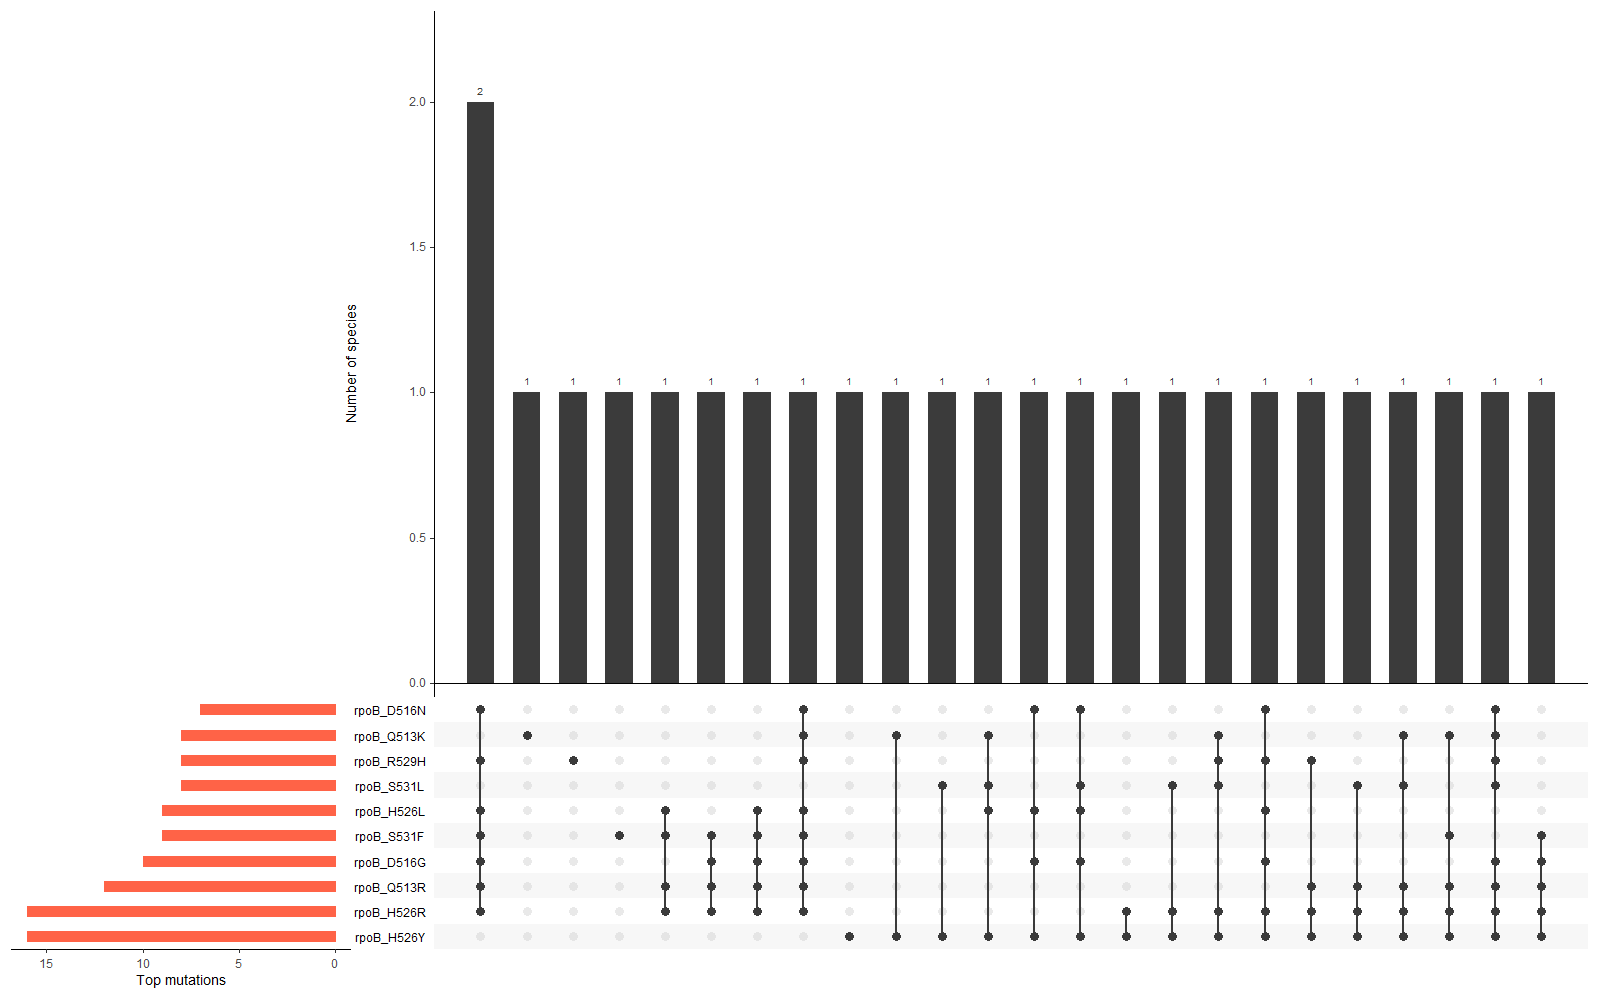 Number of species
2.0
1.5
1.0
0.5
0.0
2
1 1 1 1 1 1 1 1 1 1 1 1 1 1 1 1 1 1 1 1 1 1 1
rpoB_D516N
rpoB_Q513K
rpoB_R529H
rpoB_S531L
rpoB_H526L
rpoB_S531F
rpoB_D516G
rpoB_Q513R
rpoB_H526R
rpoB_H526Y
15 10 5 0
Top mutations